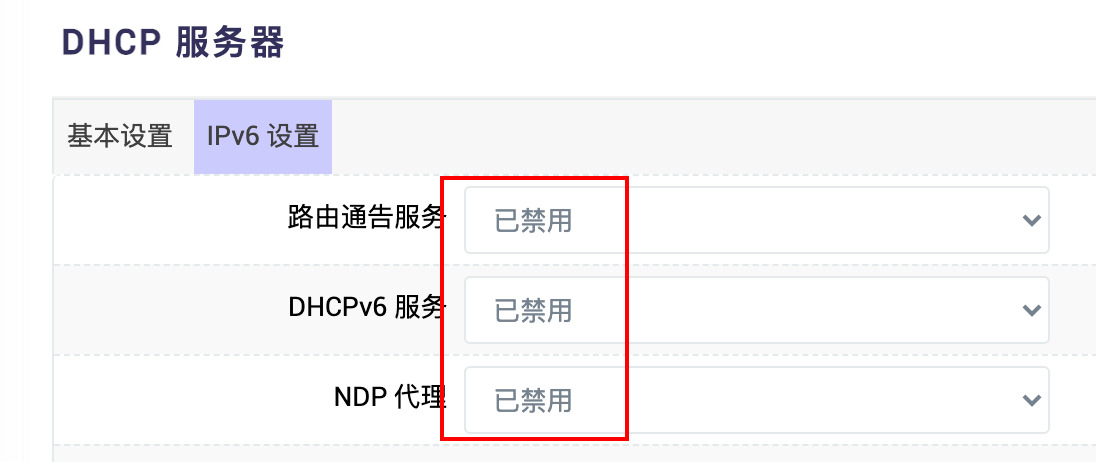 DHCP 服务器
基本设置 IPv6 设置
路由通告服务 已禁用
DHCPv6 服务 已禁用
NDP 代理 已禁用